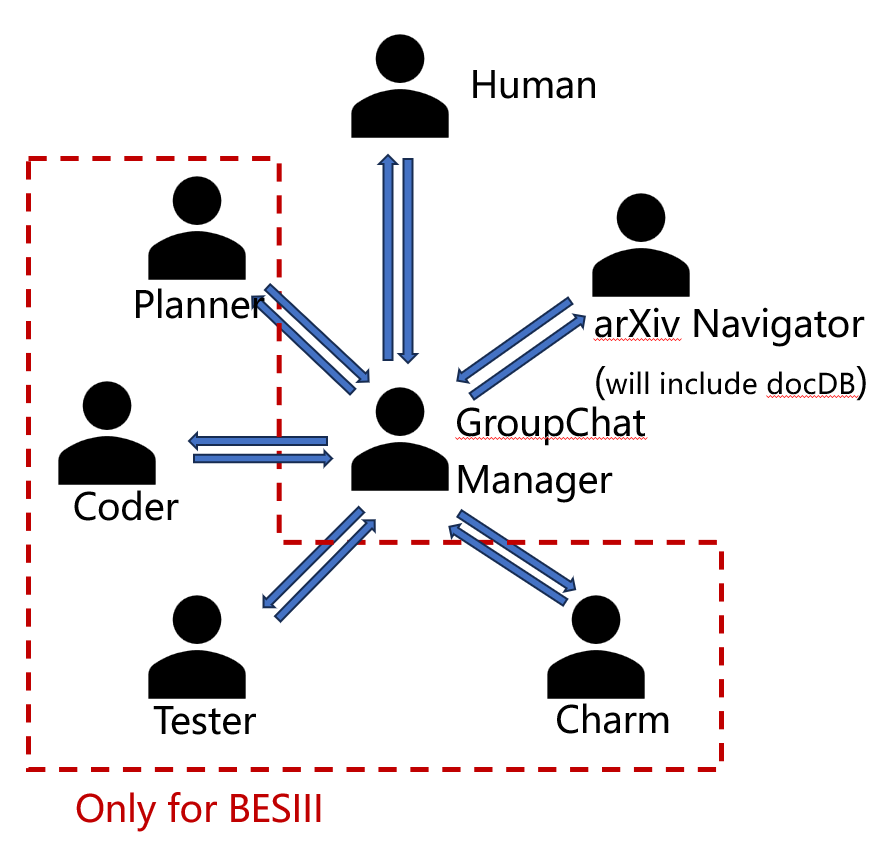 Human
Planner
arXiv Navigator
(will include docDB)
GroupChat
Manager
Coder
Tester
Charm
Only for BESIII